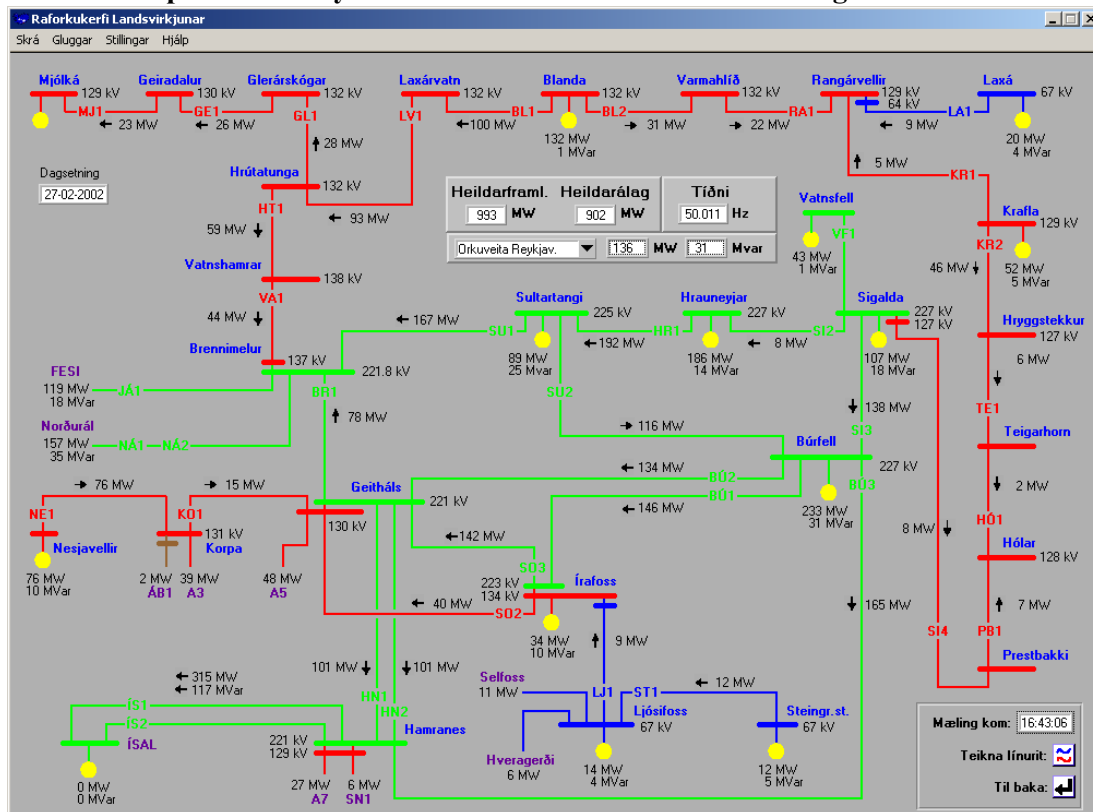 Raforkukerfi Landsvirkjunar
Skrá Gluggar Stillingar Hjálp
Mjólká Geiradalur Glerárskógar Laxárvatn Blanda Varmahlíð Rangárvellir Laxá
129 kV 130 kV 132 kV 132 kV 132 kV 132 kV 129 kV 67 kV
64 kV
MJ1 GE1 GL1 LV1 BL1 BL2 RA1 LA1
23 MW 26 MW 100 MW 31 MW 22 MW 9 MW
132 MW 20 MW
1 MVar 4 MVar
28 MW 5 MW
Dagsetning
27-02-2002
Hrútatunga
132 kV
KR1
HT1 93 MW
59 MW
Heildarframl. Heildarálag Tíðni
993 MW 902 MW 50.011 Hz
Orkuveita Reykjav. 136 MW 31 Mvar
Vatnsfell
VF1
43 MW
1 MVar
Krafla
129 kV
KR2
46 MW
52 MW
5 MVar
Vatnshamrar
138 kV
VA1
44 MW
Sultartangi Hrauneyjar Sigalda
225 kV 227 kV 227 kV
127 kV
167 MW SU1 HR1 SI2
192 MW 8 MW
89 MW 186 MW 107 MW
25 Mvar 14 MVar 18 MVar
Hryggstekkur
127 kV
6 MW
Brennimelur
137 kV
221.8 kV
FESI
119 MW
18 MVar
JÁ1 BR1 SU2
138 MW
TE1
Norðurál
157 MW
35 MVar
NÁ1 NÁ2
78 MW
116 MW
SI3
Teigarhorn
Búrfell
227 kV
134 MW BÚ2
BÚ1 BÚ3
146 MW
233 MW
31 MVar
2 MW
76 MW 15 MW
Geitháls
221 kV
130 kV
NE1 KO1
131 kV
Nesjavellir Korpa
76 MW
10 MVar
2 MW 39 MW 48 MW
ÁB1 A3 A5
142 MW
SO3
HÓ1
8 MW
Hólar
128 kV
223 kV Írafoss
134 kV
40 MW SO2
34 MW
10 MVar
9 MW
165 MW
7 MW
SI4 PB1
Prestbakki
315 MW
117 MVar
101 MW 101 MW
HN1
HN2
Selfoss
11 MW
LJ1 ST1
12 MW
ÍS1
ÍS2
ÍSAL
0 MW
0 MVar
Hamranes
221 kV
129 kV
27 MW 6 MW
A7 SN1
Ljósifoss
67 kV
Steingr.st.
67 kV
Hveragerði
6 MW
14 MW
4 MVar
12 MW
5 MVar
Mæling kom: 16:43:06
Teikna línurit:
Til baka: